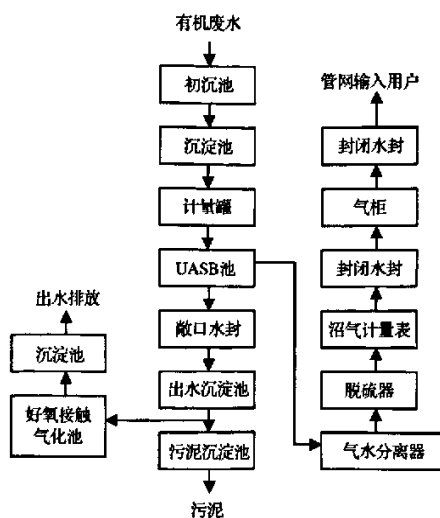 有机废水
初沉池
沉淀池
计量罐
UASB池
敞口水封
出水沉淀池
污泥沉淀池
污泥
出水排放
沉淀池
好氧接触
气化池
管网输入用户
封闭水封
气柜
封闭水封
沼气计量表
脱硫器
气水分离器